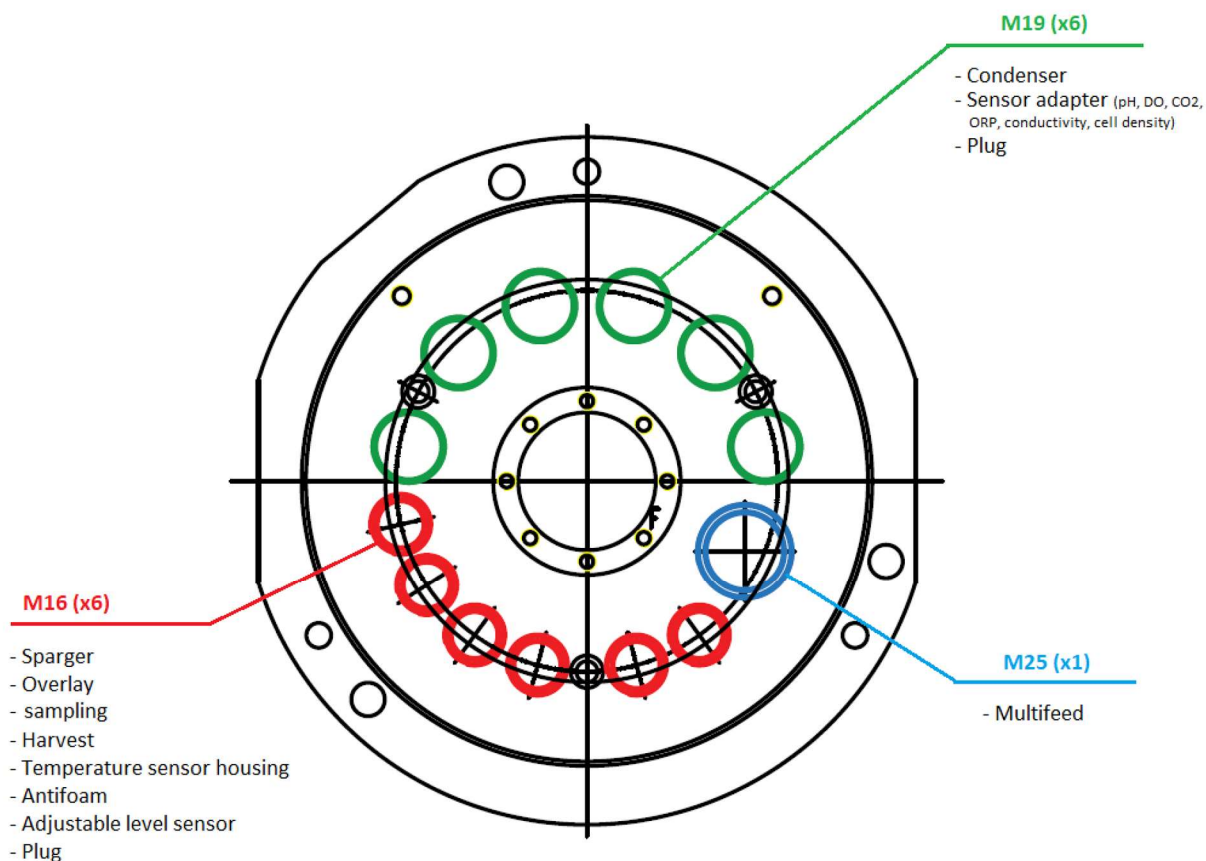 M19 (x6)
- Condenser
- Sensor adapter (pH, DO, CO2,
ORP, conductivity, cell density)
- Plug
M16 (x6)
- Sparger
- Overlay
- sampling
- Harvest
- Temperature sensor housing
- Antifoam
- Adjustable level sensor
- Plug
M25 (x1)
- Multifeed